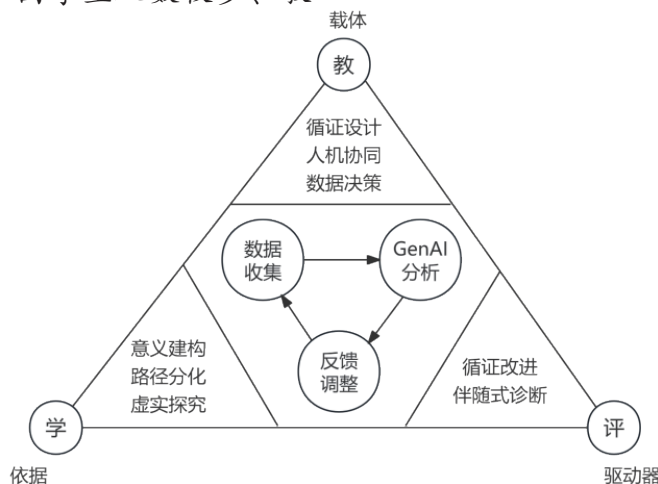 载体
教
循证设计
人机协同
数据决策
数据
收集
GenAI
分析
反馈
调整
意义建构
路径分化
虚实探究
循证改进
伴随式诊断
学
评
依据
驱动器